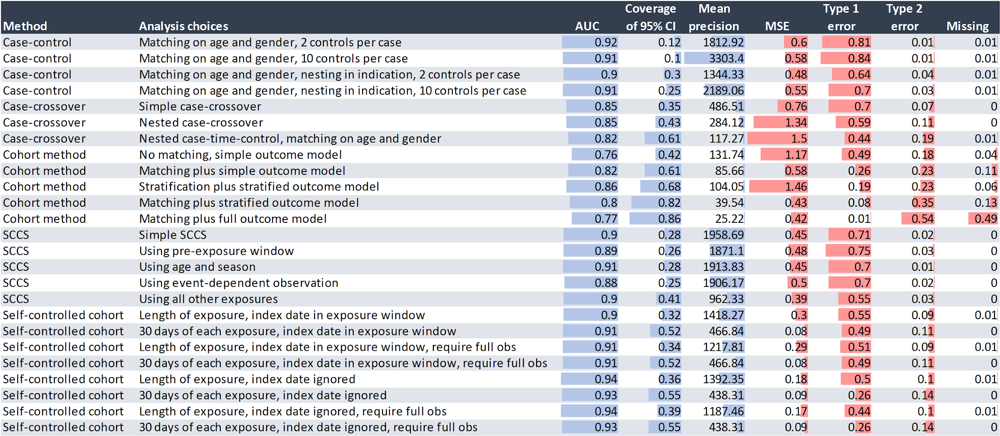 Coverage Mean Type 1 Type 2
Method Analysis choices AUC of 95% CI precision MSE error error Missing
Case-control Matching on age and gender, 2 controls per case 0.92 0.12 1812.92 0.6 0.81 0.01 0.01
Case-control Matching on age and gender, 10 controls per case 0.91 0.1 3303.4 0.58 0.84 0.01 0.01
Case-control Matching on age and gender, nesting in indication, 2 controls per case 0.9 0.3 1344.33 0.48 0.64 0.04 0.01
Case-control Matching on age and gender, nesting in indication, 10 controls per case 0.91 0.25 2189.06 0.55 0.7 0.03 0.01
Case-crossover Simple case-crossover 0.85 0.35 486.51 0.76 0.7 0.07 0
Case-crossover Nested case-crossover 0.85 0.43 284.12 1.34 0.59 0.11 0
Case-crossover Nested case-time-control, matching on age and gender 0.82 0.61 117.27 1.5 0.44 0.19 0.01
Cohort method No matching, simple outcome model 0.76 0.42 131.74 1.17 0.49 0.18 0.04
Cohort method Matching plus simple outcome model 0.82 0.61 85.66 0.58 0.26 0.23 0.11
Cohort method Stratification plus stratified outcome model 0.86 0.68 104.05 1.46 0.19 0.23 0.06
Cohort method Matching plus stratified outcome model 0.8 0.82 39.54 0.43 0.08 0.35 0.13
Cohort method Matching plus full outcome model 0.77 0.86 25.22 0.42 0.01 0.54 0.49
SCCS Simple SCCS 0.9 0.28 1958.69 0.45 0.71 0.02 0
SCCS Using pre-exposure window 0.89 0.26 1871.1 0.48 0.75 0.03 0
SCCS Using age and season 0.91 0.28 1913.83 0.45 0.7 0.01 0
SCCS Using event-dependent observation 0.88 0.25 1906.17 0.5 0.7 0.02 0
SCCS Using all other exposures 0.9 0.41 962.33 0.39 0.55 0.03 0
Self-controlled cohort Length of exposure, index date in exposure window 0.9 0.32 1418.27 0.3 0.55 0.09 0.01
Self-controlled cohort 30 days of each exposure, index date in exposure window 0.91 0.52 466.84 0.08 0.49 0.11 0
Self-controlled cohort Length of exposure, index date in exposure window, require full obs 0.91 0.34 1217.81 0.29 0.51 0.09 0.01
Self-controlled cohort 30 days of each exposure, index date in exposure window, require full obs 0.91 0.52 466.84 0.08 0.49 0.11 0
Self-controlled cohort Length of exposure, index date ignored 0.94 0.36 1392.35 0.18 0.5 0.1 0.01
Self-controlled cohort 30 days of each exposure, index date ignored 0.93 0.55 438.31 0.09 0.26 0.14 0
Self-controlled cohort Length of exposure, index date ignored, require full obs 0.94 0.39 1187.46 0.17 0.44 0.1 0.01
Self-controlled cohort 30 days of each exposure, index date ignored, require full obs 0.93 0.55 438.31 0.09 0.26 0.14 0